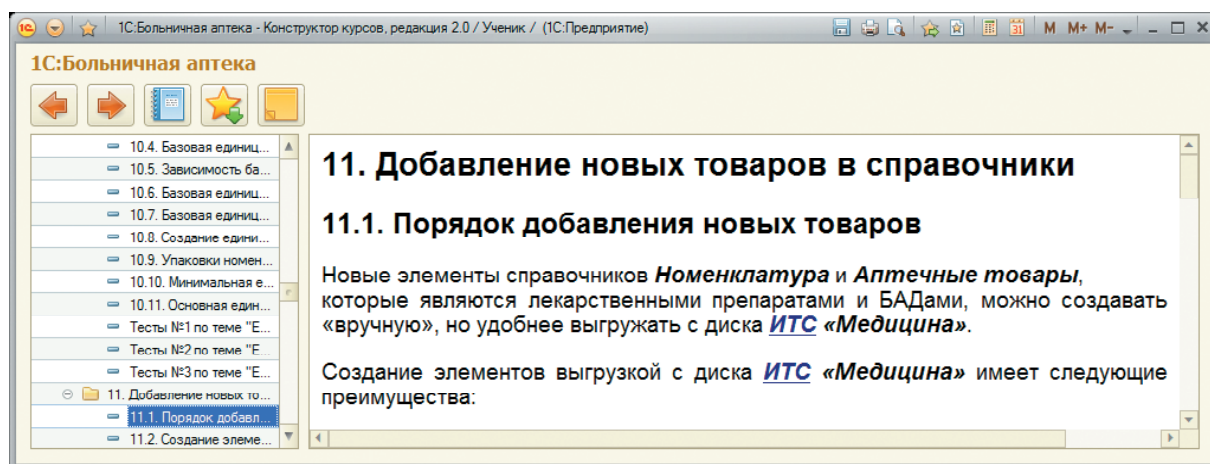 1С:Больничная аптека - Конструктор курсов, редакция 2.0 / Ученик / (1С:Предприятие)
M M+ M-
1С:Больничная аптека
10.4. Базовая единиц...
10.5. Зависимость ба...
10.6. Базовая единиц...
10.7. Базовая единиц...
10.8. Создание едини...
10.9. Упаковки номен...
10.10. Минимальная е...
10.11. Основная един...
Тесты №1 по теме "Е...
Тесты №2 по теме "Е...
Тесты №3 по теме "Е...
11. Добавление новых то...
11.1. Порядок добавл...
11.2. Создание элеме...
11. Добавление новых товаров в справочники
11.1. Порядок добавления новых товаров
Новые элементы справочников Номенклатура и Аптечные товары,
которые являются лекарственными препаратами и БАДами, можно создавать
«вручную», но удобнее выгружать с диска ИТС «Медицина».
Создание элементов выгрузкой с диска ИТС «Медицина» имеет следующие
преимущества: